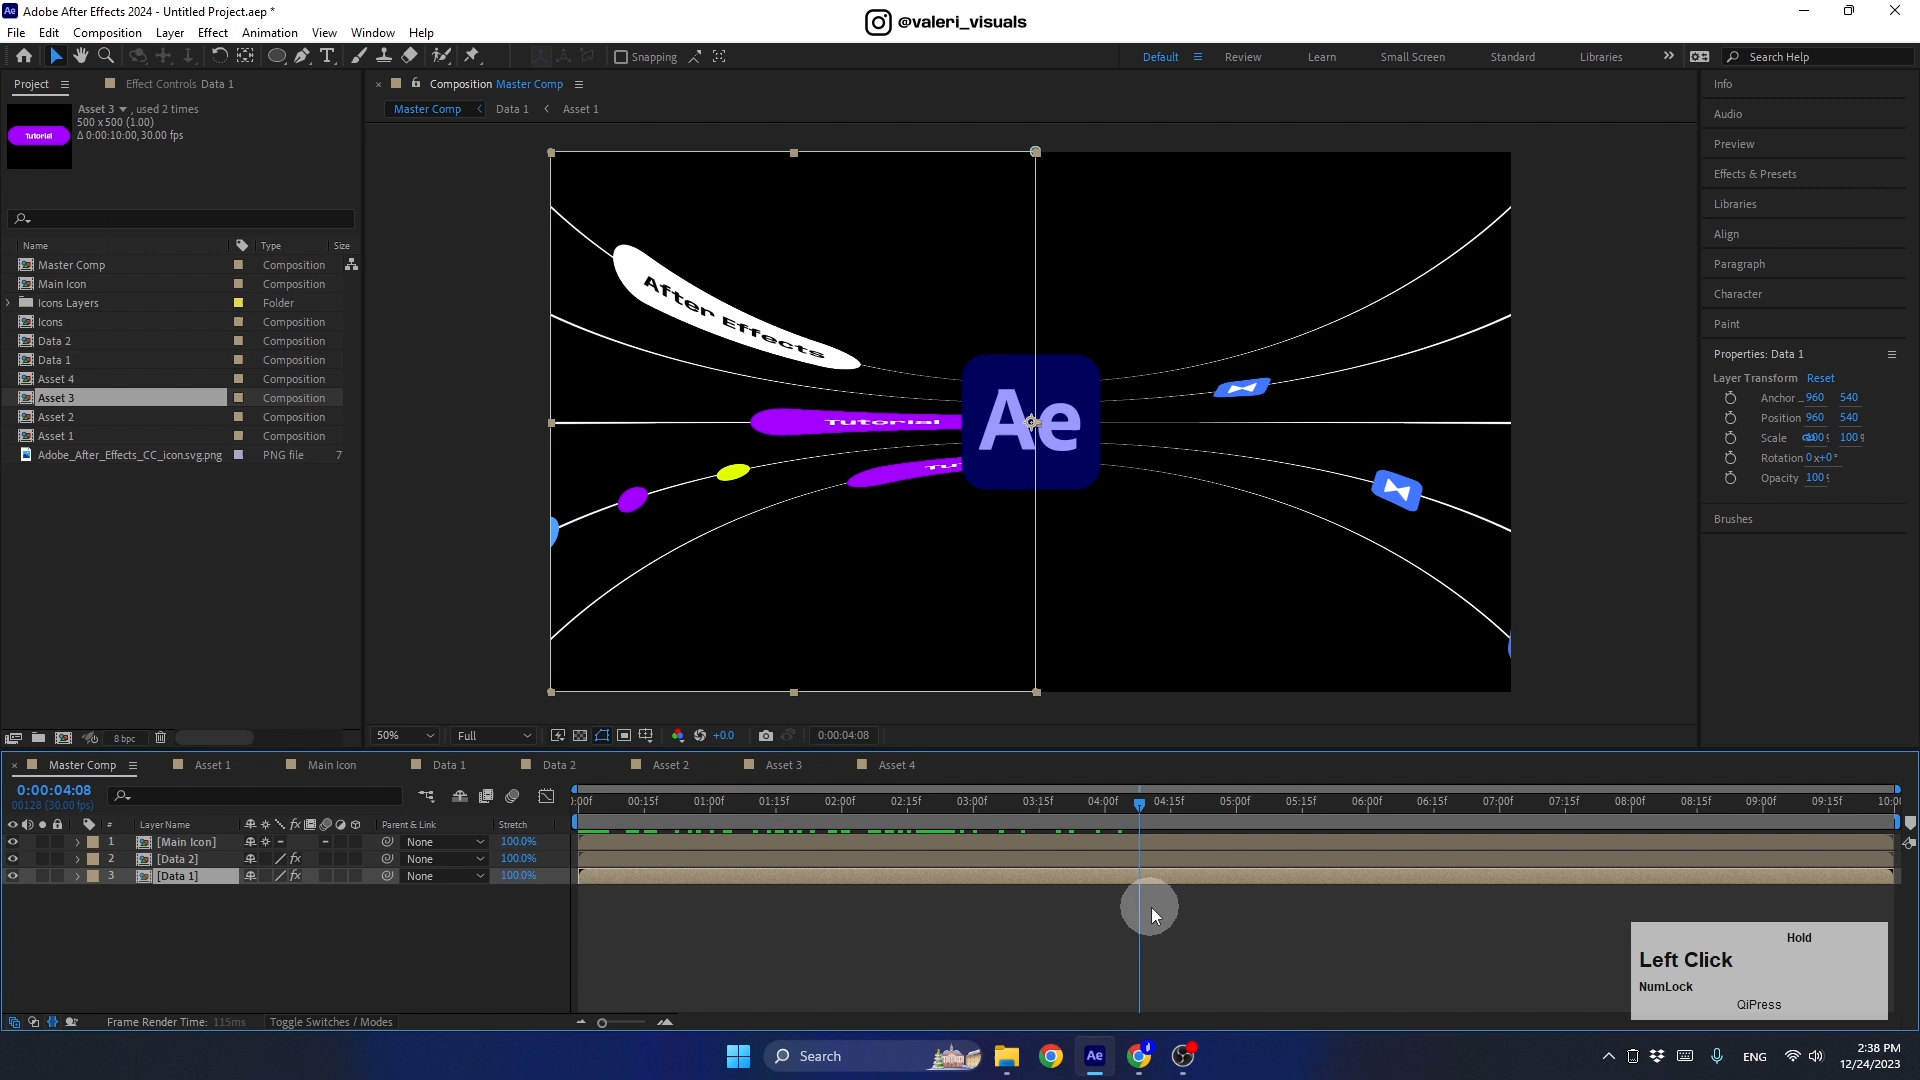 Adobe After Effects 2024 - Untitled Project.aep *
@valeri_visuals
File Edit Composition Layer Effect Animation View Window Help
Snapping
Default Review Learn Small Screen Standard Libraries Search Help
Project Effect Controls Data 1
Composition Master Comp
Asset 3 , used 2 times
500 x 500 (1.00)
Δ 0:00:10:00, 30.00 fps
Tutorial
Master Comp Data 1 Asset 1
Name Type Size
Master Comp Composition
Main Icon Composition
Icons Layers Folder
Icons Composition
Data 2 Composition
Data 1 Composition
Asset 4 Composition
Asset 3 Composition
Asset 2 Composition
Asset 1 Composition
Adobe_After_Effects_CC_icon.svg.png PNG file 7
8 bpc
After Effects
Tutorial
Ae
50% Full +0.0 0:00:04:08
Info
Audio
Preview
Effects & Presets
Libraries
Align
Paragraph
Character
Paint
Properties: Data 1
Layer Transform Reset
Anchor 960 540
Position 960 540
Scale 100 100
Rotation 0x+0°
Opacity 100
Brushes
Master Comp Asset 1 Main Icon Data 1 Data 2 Asset 2 Asset 3 Asset 4
0:00:04:08
00128 (30.00 fps)
:00f 00:15f 01:00f 01:15f 02:00f 02:15f 03:00f 03:15f 04:00f 04:15f 05:00f 05:15f 06:00f 06:15f 07:00f 07:15f 08:00f 08:15f 09:00f 09:15f 10:0
# Layer Name fx Parent & Link Stretch
1 [Main Icon] None 100.0%
2 [Data 2] fx None 100.0%
3 [Data 1] fx None 100.0%
Hold
Left Click
NumLock
QiPress
Frame Render Time: 115ms Toggle Switches / Modes
Search
Ae
ENG
2:38 PM
12/24/2023